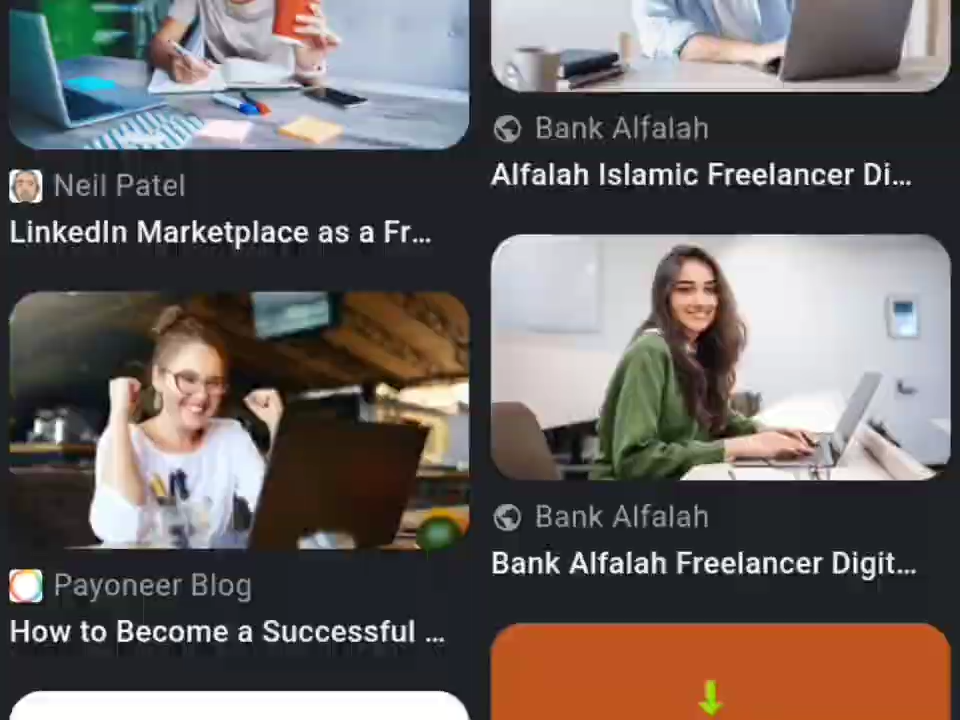 Neil Patel
LinkedIn Marketplace as a Fr...
Payoneer Blog
How to Become a Successful ...
Bank Alfalah
Alfalah Islamic Freelancer Di...
Bank Alfalah
Bank Alfalah Freelancer Digit...